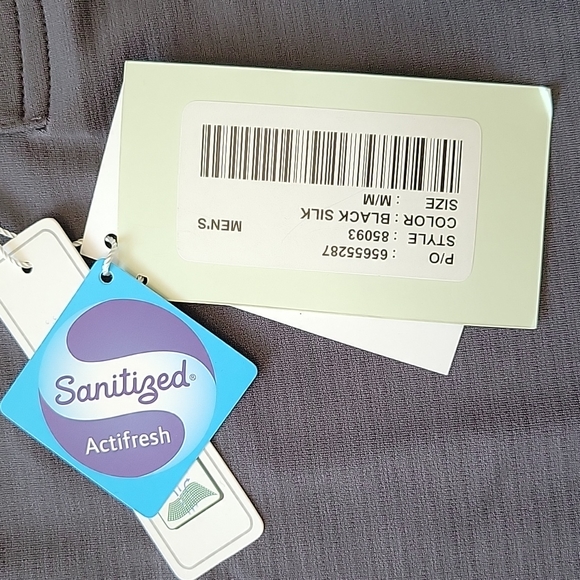 P/O : 65655287
STYLE : 85093 MEN'S
COLOR : BLACK SILK
SIZE : M/M
Sanitized®
Actifresh